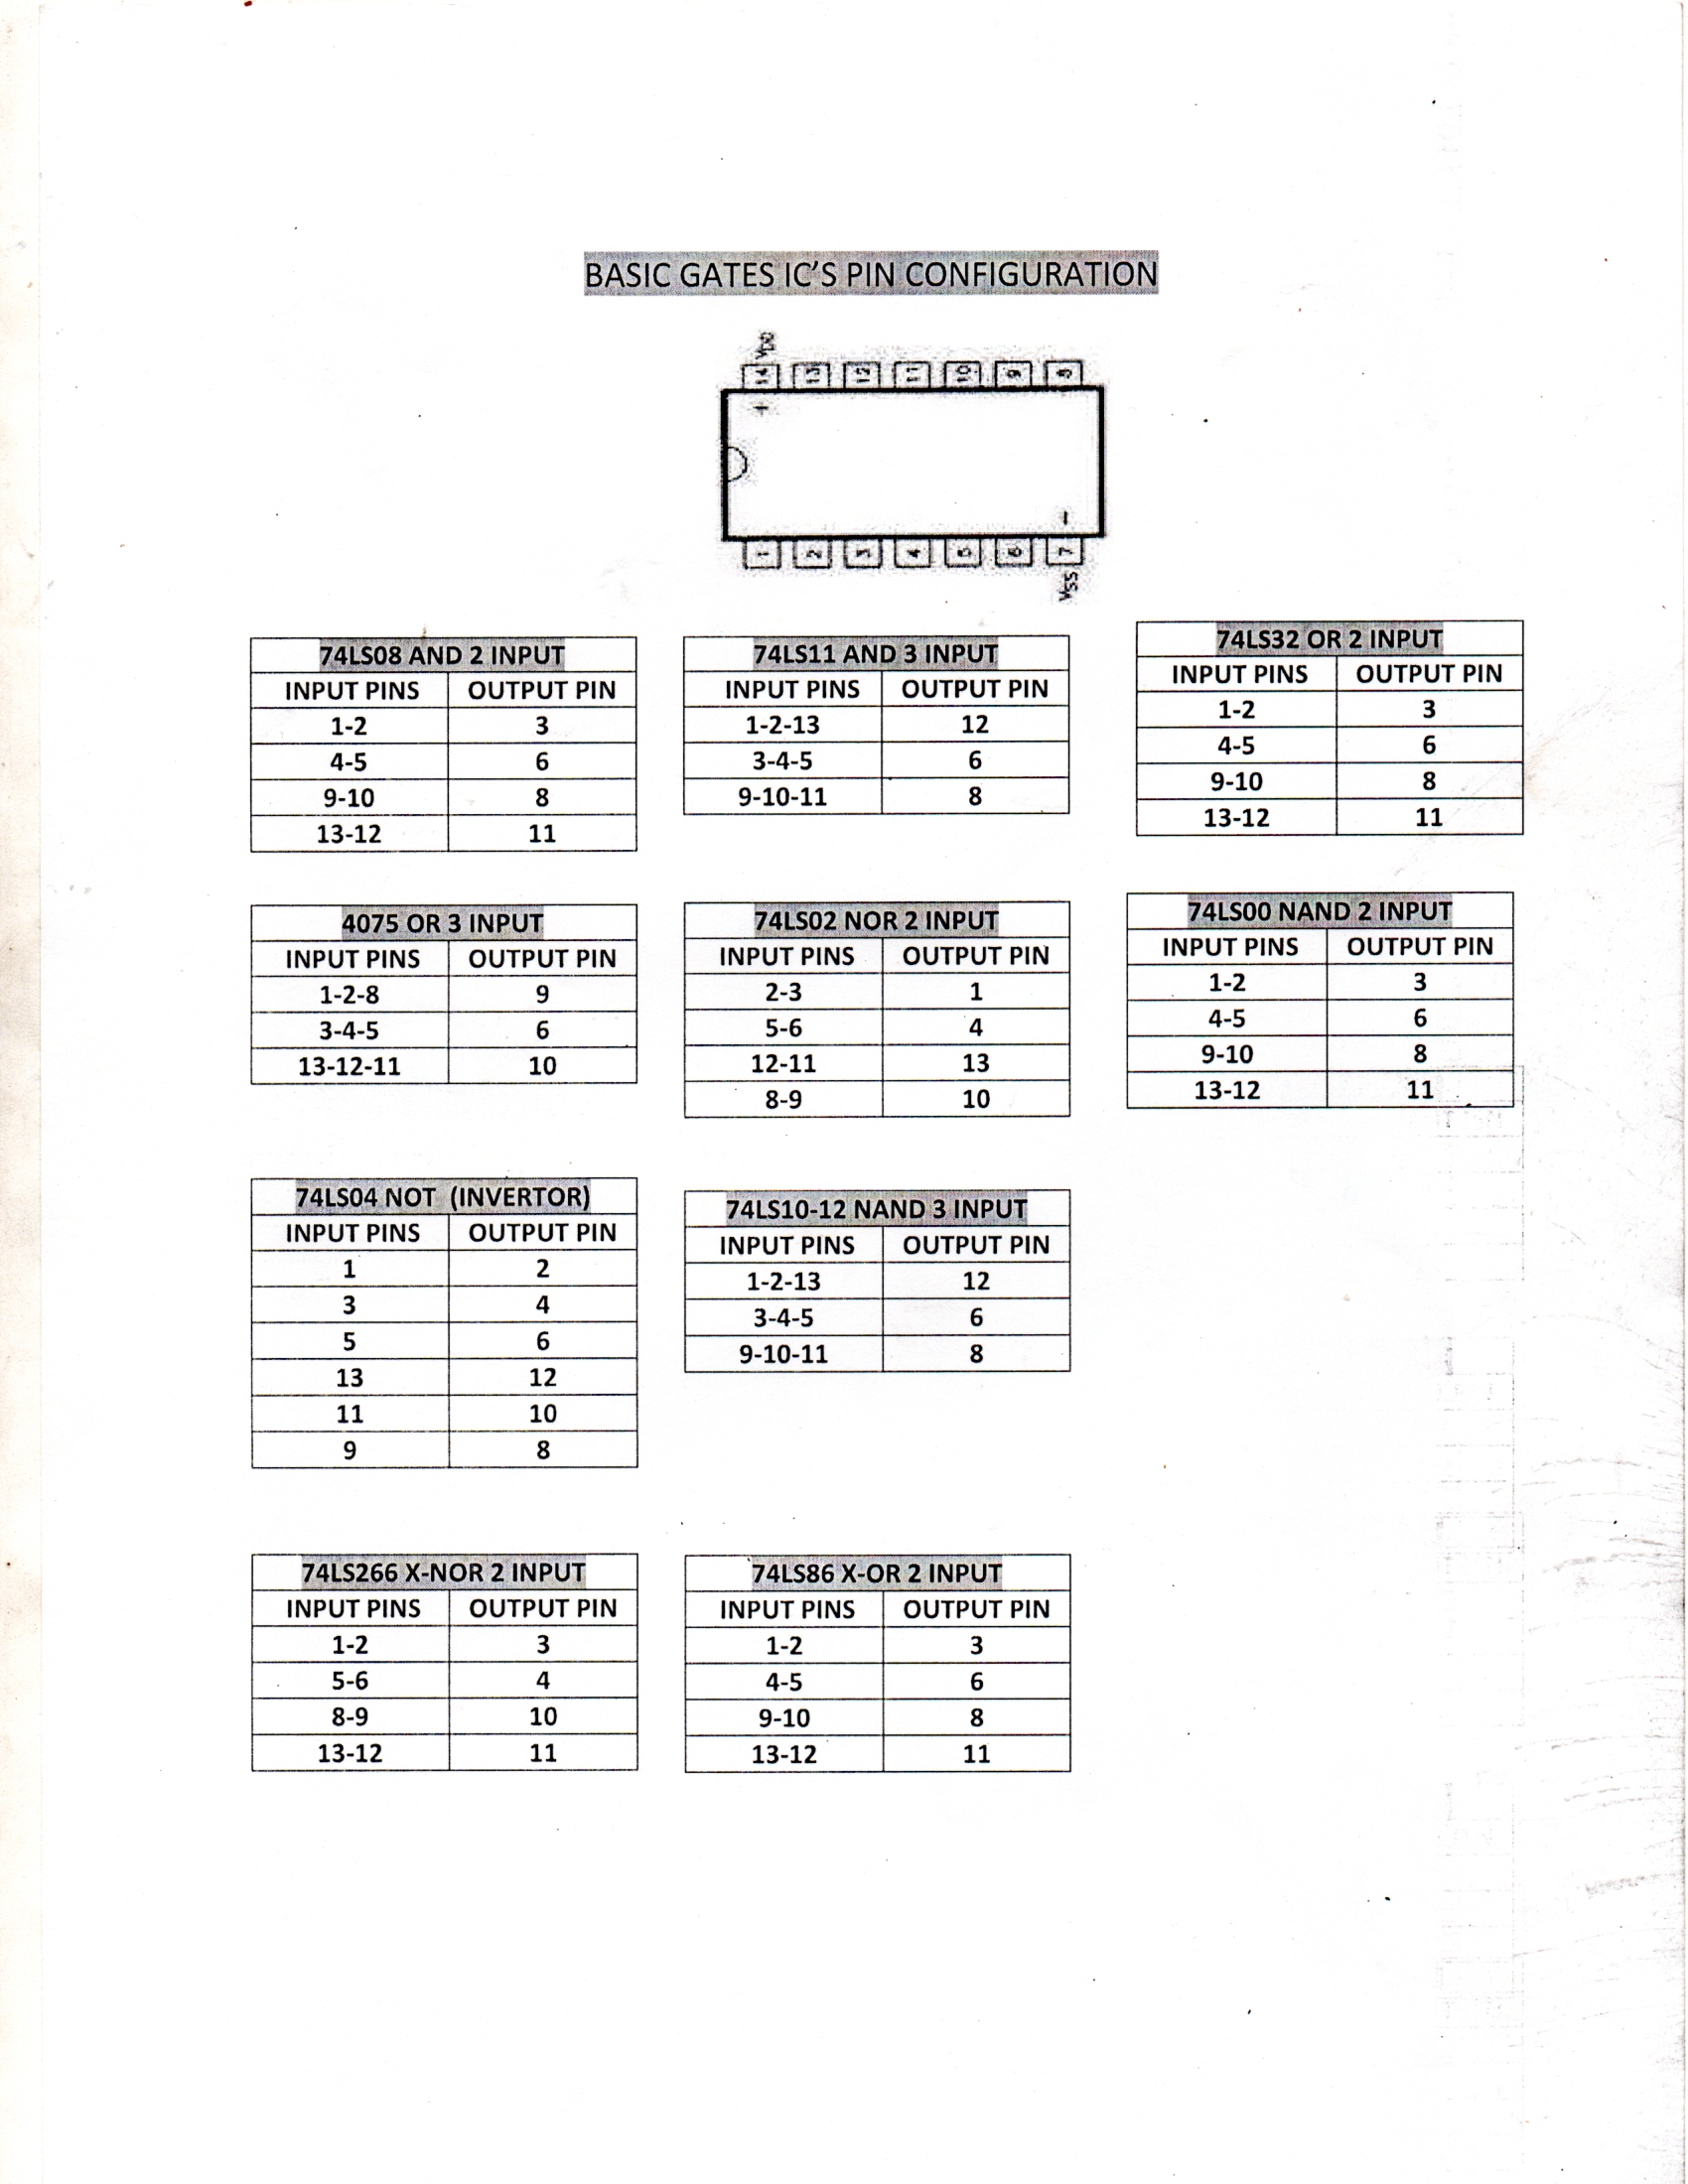 BASIC GATES IC'S PIN CONFIGURATION
VDD
14 13 12 11 10 9 8
+
-
1 2 3 4 5 6 7
VSS
74LS08 AND 2 INPUT
INPUT PINS OUTPUT PIN
1-2 3
4-5 6
9-10 8
13-12 11
74LS11 AND 3 INPUT
INPUT PINS OUTPUT PIN
1-2-13 12
3-4-5 6
9-10-11 8
74LS32 OR 2 INPUT
INPUT PINS OUTPUT PIN
1-2 3
4-5 6
9-10 8
13-12 11
4075 OR 3 INPUT
INPUT PINS OUTPUT PIN
1-2-8 9
3-4-5 6
13-12-11 10
74LS02 NOR 2 INPUT
INPUT PINS OUTPUT PIN
2-3 1
5-6 4
12-11 13
8-9 10
74LS00 NAND 2 INPUT
INPUT PINS OUTPUT PIN
1-2 3
4-5 6
9-10 8
13-12 11
74LS04 NOT (INVERTOR)
INPUT PINS OUTPUT PIN
1 2
3 4
5 6
13 12
11 10
9 8
74LS10-12 NAND 3 INPUT
INPUT PINS OUTPUT PIN
1-2-13 12
3-4-5 6
9-10-11 8
74LS266 X-NOR 2 INPUT
INPUT PINS OUTPUT PIN
1-2 3
5-6 4
8-9 10
13-12 11
74LS86 X-OR 2 INPUT
INPUT PINS OUTPUT PIN
1-2 3
4-5 6
9-10 8
13-12 11